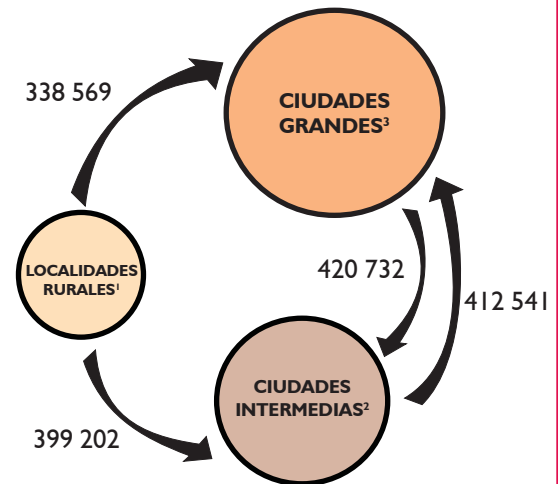 338 569
CIUDADES
GRANDES³
LOCALIDADES
RURALES¹
420 732
412 541
CIUDADES
INTERMEDIAS²
399 202